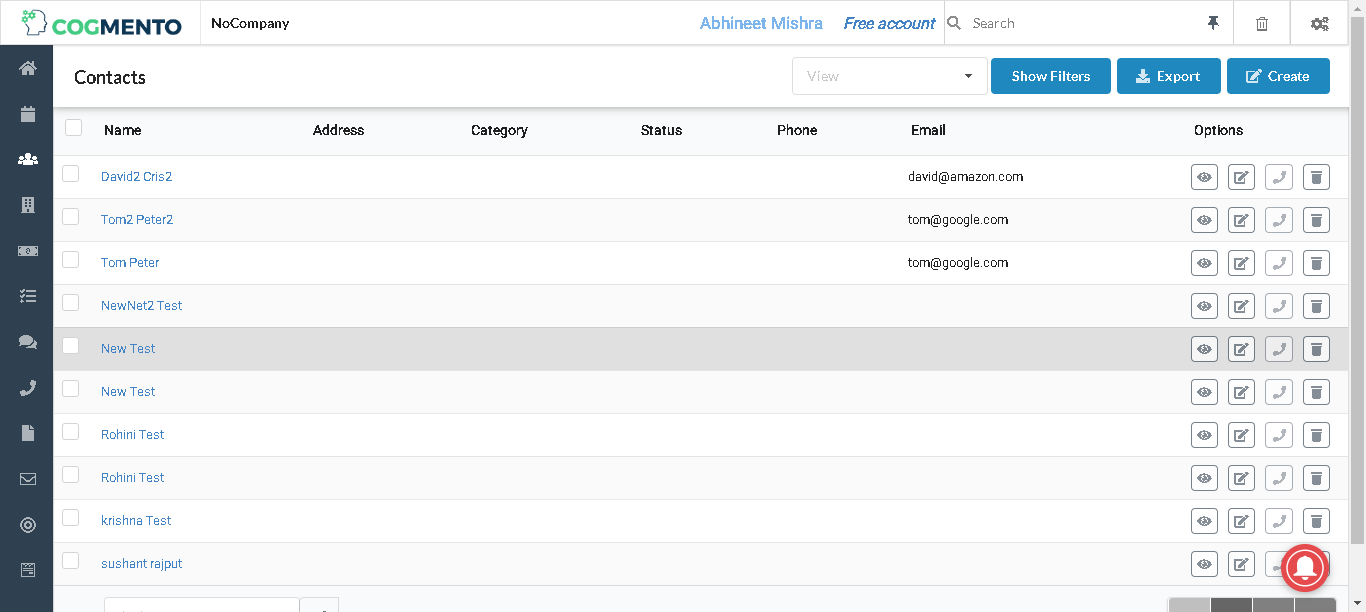 COGMENTO
NoCompany
Abhineet Mishra
Free account
Search
Contacts
View
Show Filters
Export
Create
Name Address Category Status Phone Email Options
David2 Cris2 david@amazon.com
Tom2 Peter2 tom@google.com
Tom Peter tom@google.com
NewNet2 Test
New Test
New Test
Rohini Test
Rohini Test
krishna Test
sushant rajput